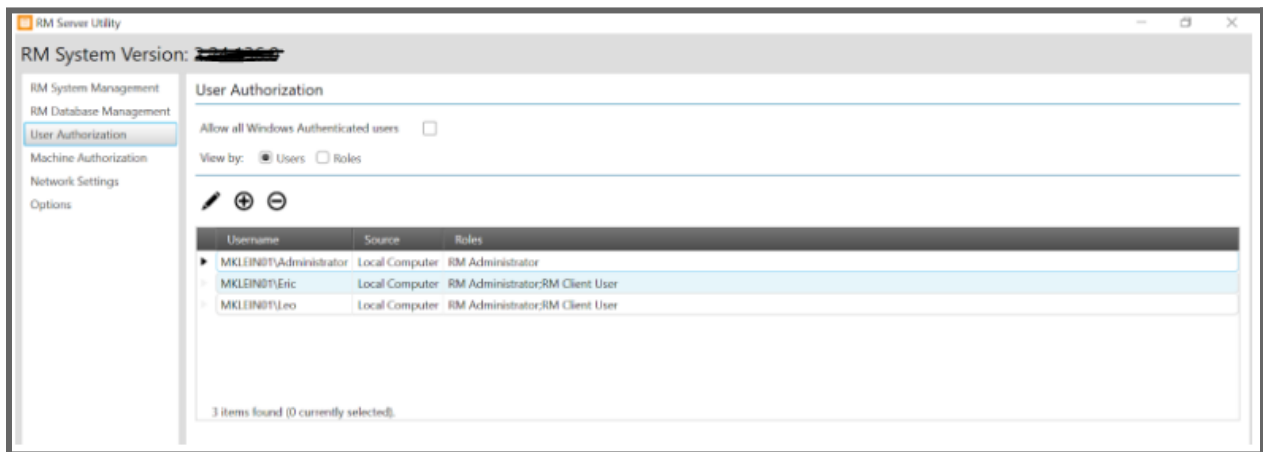 RM Server Utility
RM System Version:
RM System Management
RM Database Management
User Authorization
Machine Authorization
Network Settings
Options
User Authorization
Allow all Windows Authenticated users
View by: Users Roles
Username Source Roles
MKLEIN01\Administrator Local Computer RM Administrator
MKLEIN01\Eric Local Computer RM Administrator;RM Client User
MKLEIN01\Leo Local Computer RM Administrator;RM Client User
3 items found (0 currently selected).